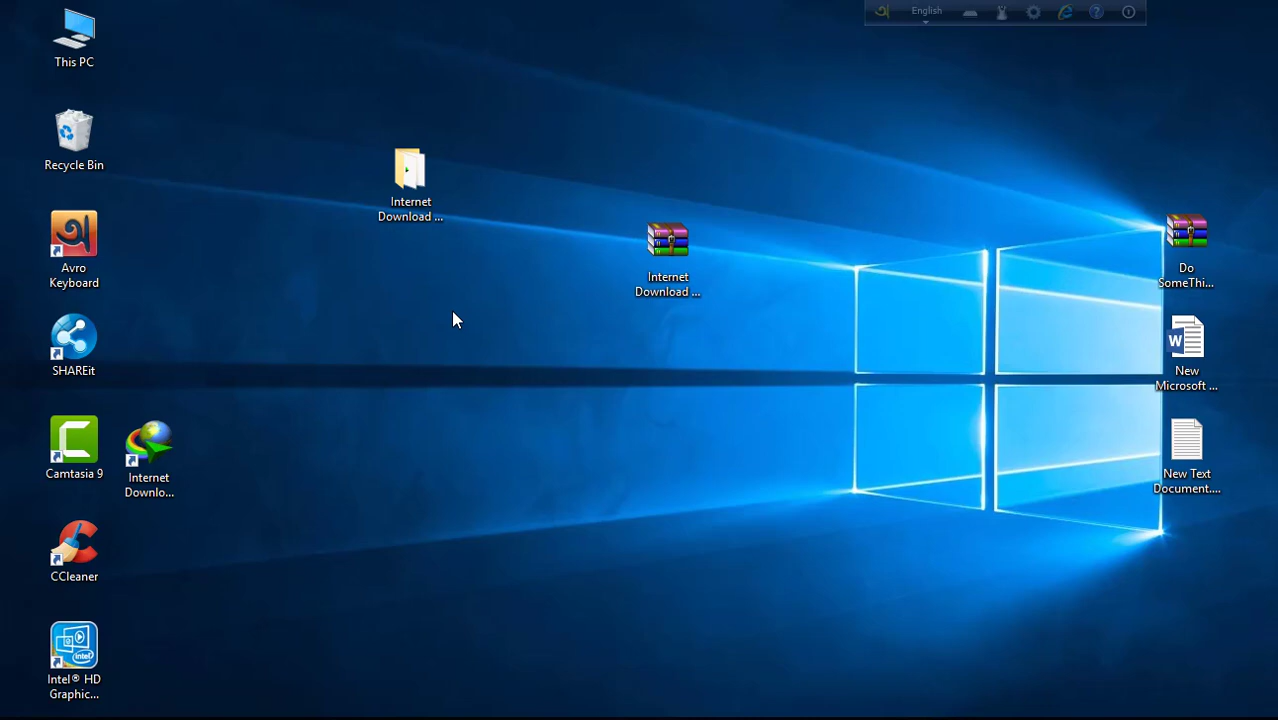 English
This PC
Recycle Bin
Internet
Download ...
Avro
Keyboard
Internet
Download ...
Do
SomeThi...
SHAREit
New
Microsoft ...
Camtasia 9
Internet
Downlo...
New Text
Document....
CCleaner
Intel® HD
Graphic...